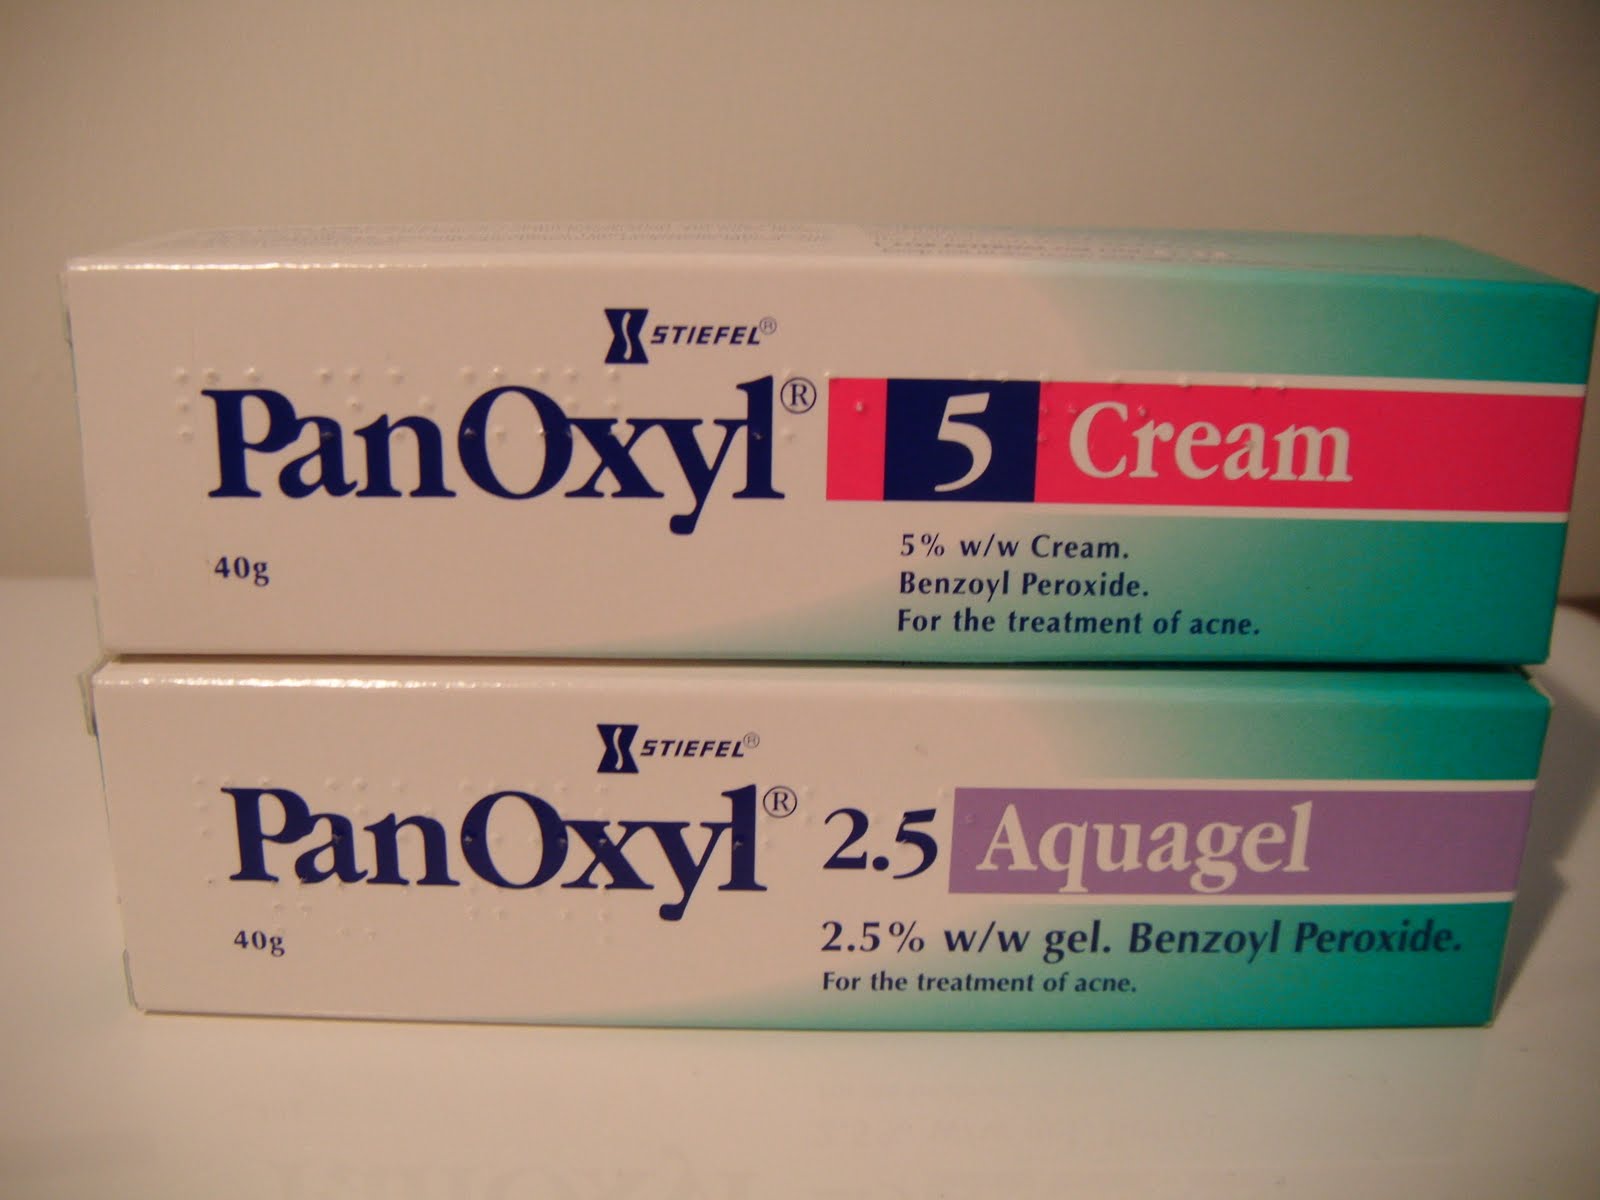 STIEFEL®
PanOxyl® 5 Cream
5% w/w Cream.
Benzoyl Peroxide.
For the treatment of acne.
40g
STIEFEL®
PanOxyl® 2.5 Aquagel
2.5% w/w gel. Benzoyl Peroxide.
For the treatment of acne.
40g